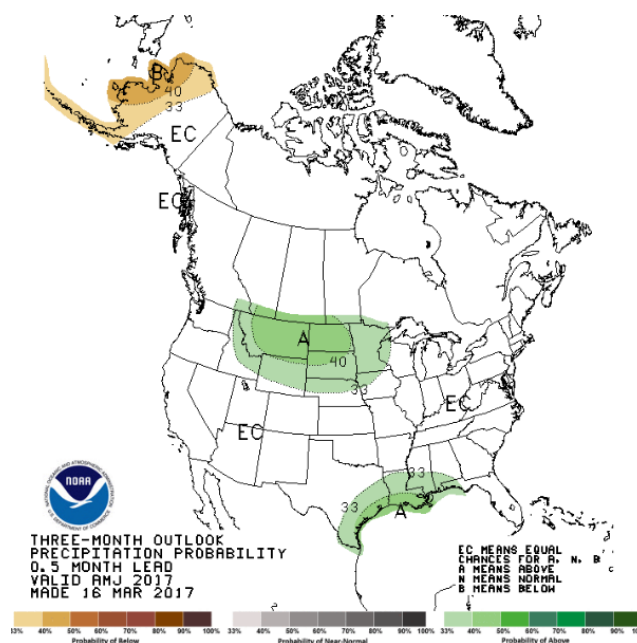 B
40
33
EC
EC
A
40
33
EC
EC
33
33
A
NOAA
THREE-MONTH OUTLOOK
PRECIPITATION PROBABILITY
0.5 MONTH LEAD
VALID AMJ 2017
MADE 16 MAR 2017
EC MEANS EQUAL
CHANCES FOR A, N, B
A MEANS ABOVE
N MEANS NORMAL
B MEANS BELOW
33% 40% 50% 60% 70% 80% 90% 100%
Probability of Below
33% 40% 50% 60% 70% 80% 90% 100%
Probability of Near-Normal
33% 40% 50% 60% 70% 80% 90% 100%
Probability of Above